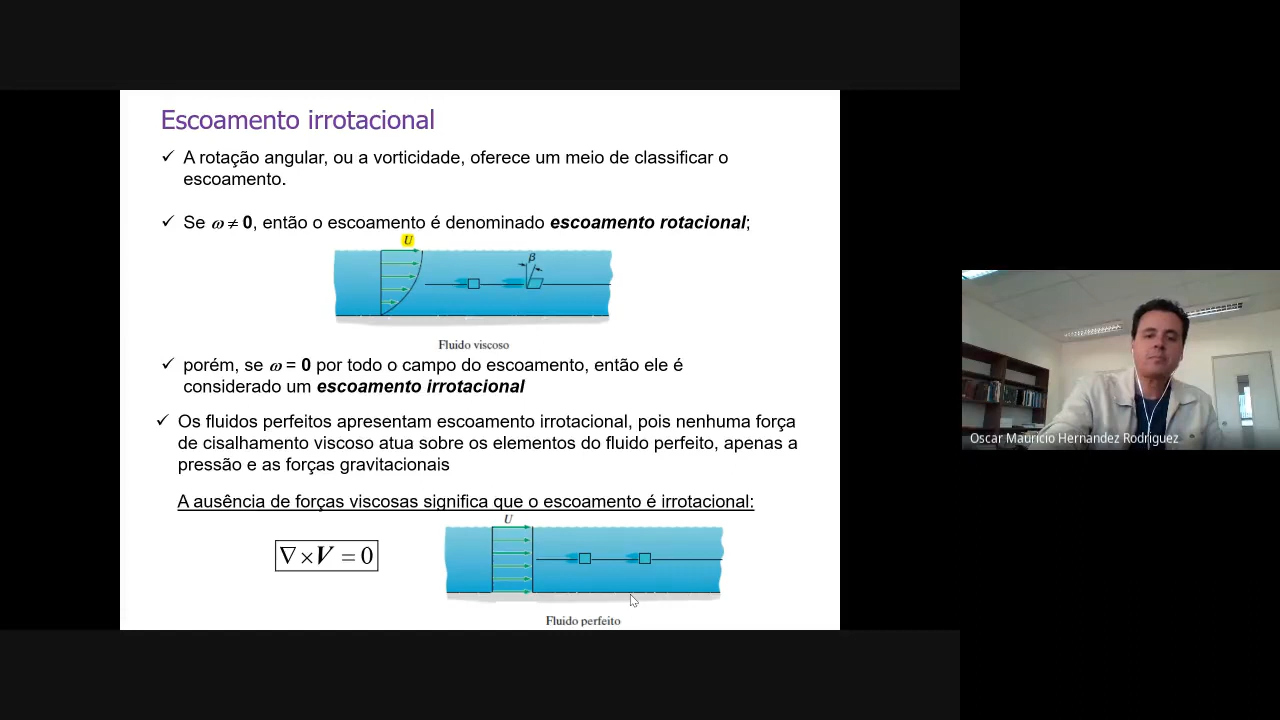 Escoamento irrotacional
✓ A rotação angular, ou a vorticidade, oferece um meio de classificar o
escoamento.
✓ Se ω ≠ 0, então o escoamento é denominado escoamento rotacional;
U
β
Fluido viscoso
✓ porém, se ω = 0 por todo o campo do escoamento, então ele é
considerado um escoamento irrotacional
✓ Os fluidos perfeitos apresentam escoamento irrotacional, pois nenhuma força
de cisalhamento viscoso atua sobre os elementos do fluido perfeito, apenas a
pressão e as forças gravitacionais
A ausência de forças viscosas significa que o escoamento é irrotacional:
U
∇×V = 0
Fluido perfeito
Oscar Mauricio Hernandez Rodriguez